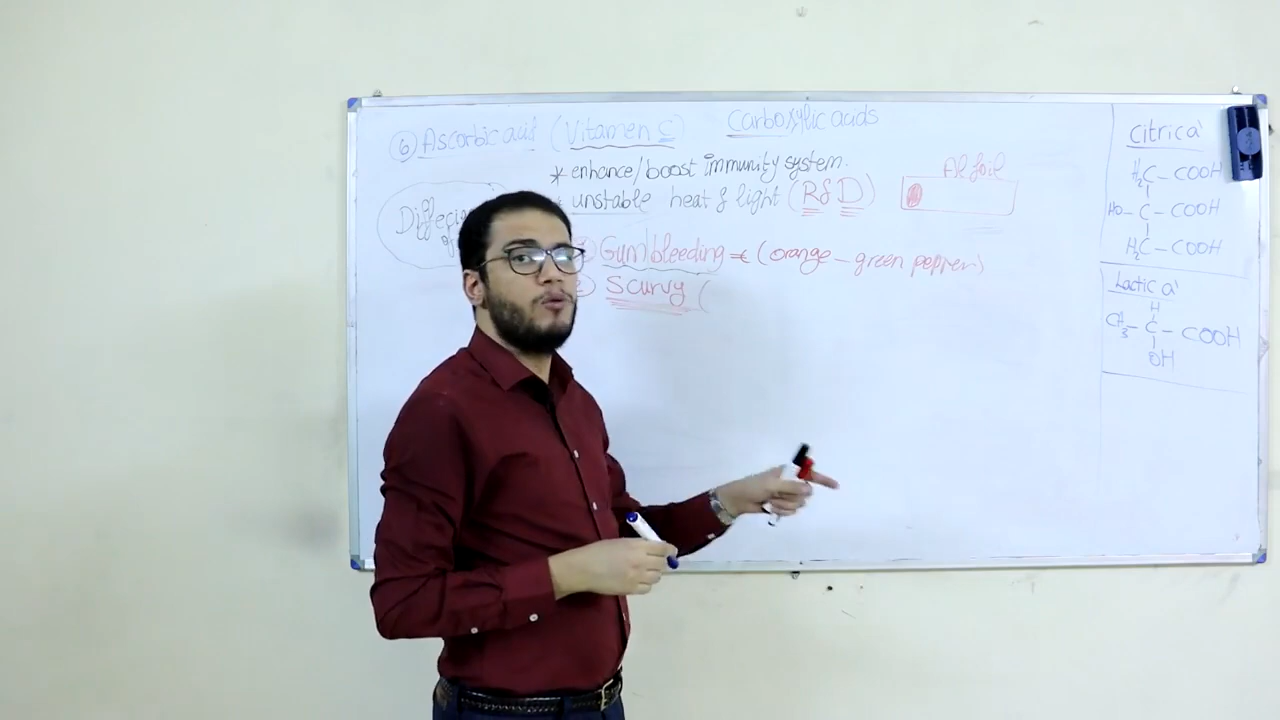 Carboxylic acids
⑥ Ascorbic acid (Vitamen C)
* enhance/boost immunity system.
* unstable heat & light (R & D)
Al foil
Gum bleeding = (orange – green pepper)
② Scurvy (
Citric a'
H₂C – COOH
HO – C – COOH
H₂C – COOH
Lactic a'
H
CH₃ – C – COOH
OH